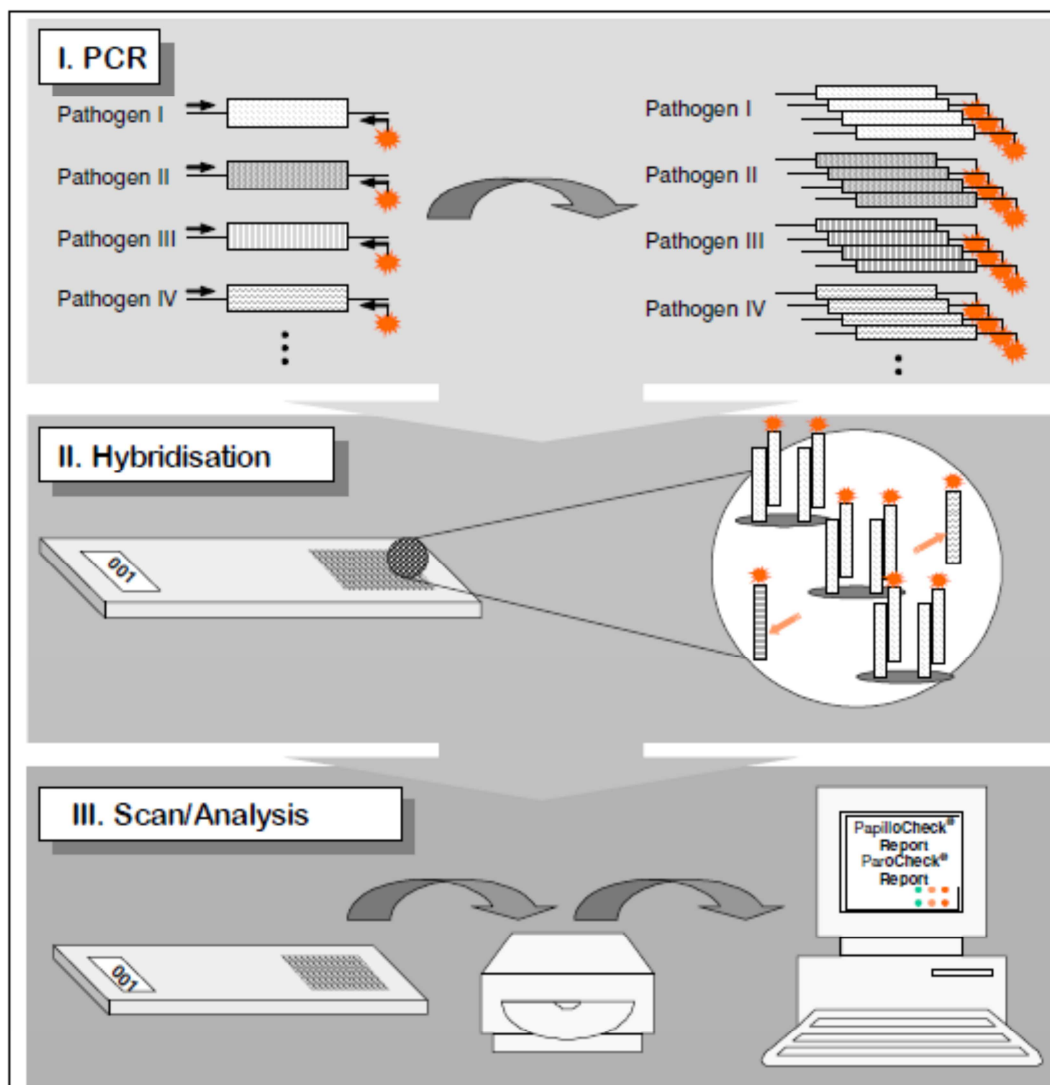 I. PCR
Pathogen I
Pathogen II
Pathogen III
Pathogen IV
Pathogen I
Pathogen II
Pathogen III
Pathogen IV
II. Hybridisation
001
III. Scan/Analysis
001
PapilloCheck®
Report
ParoCheck®
Report